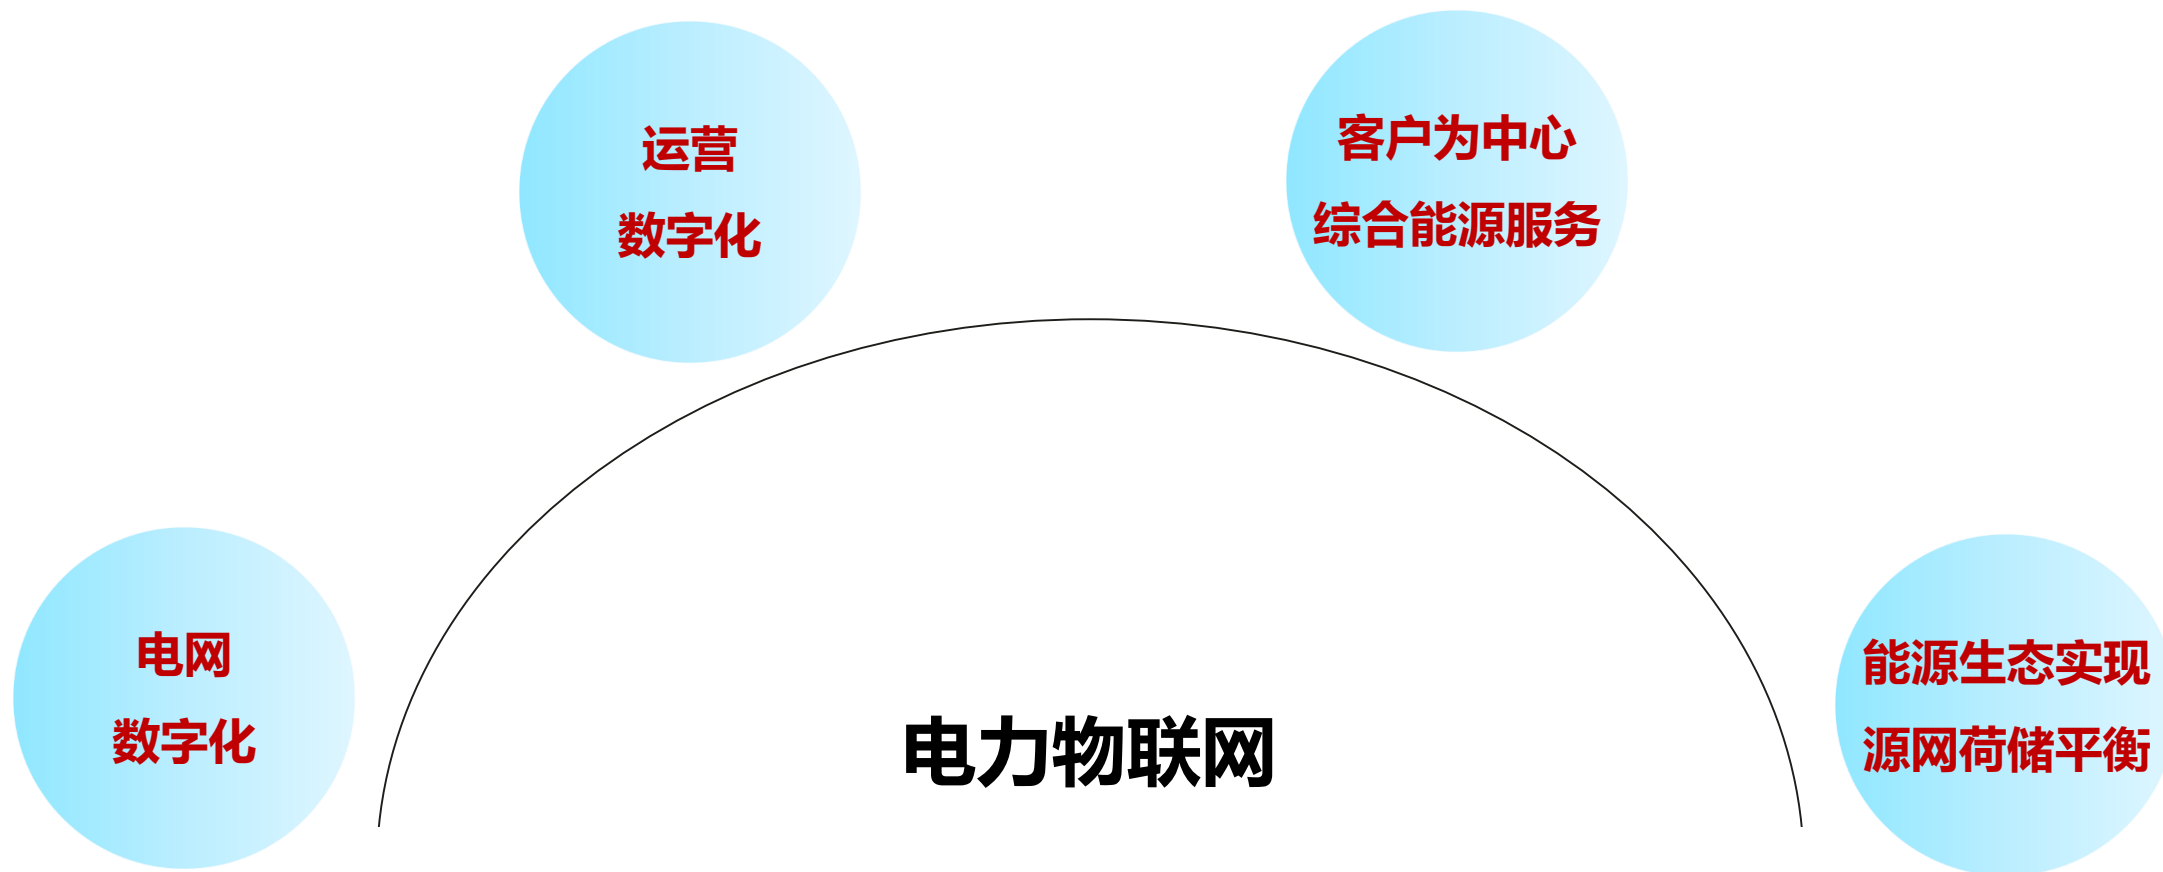 运营
数字化
客户为中心
综合能源服务
电网
数字化
能源生态实现
源网荷储平衡
电力物联网